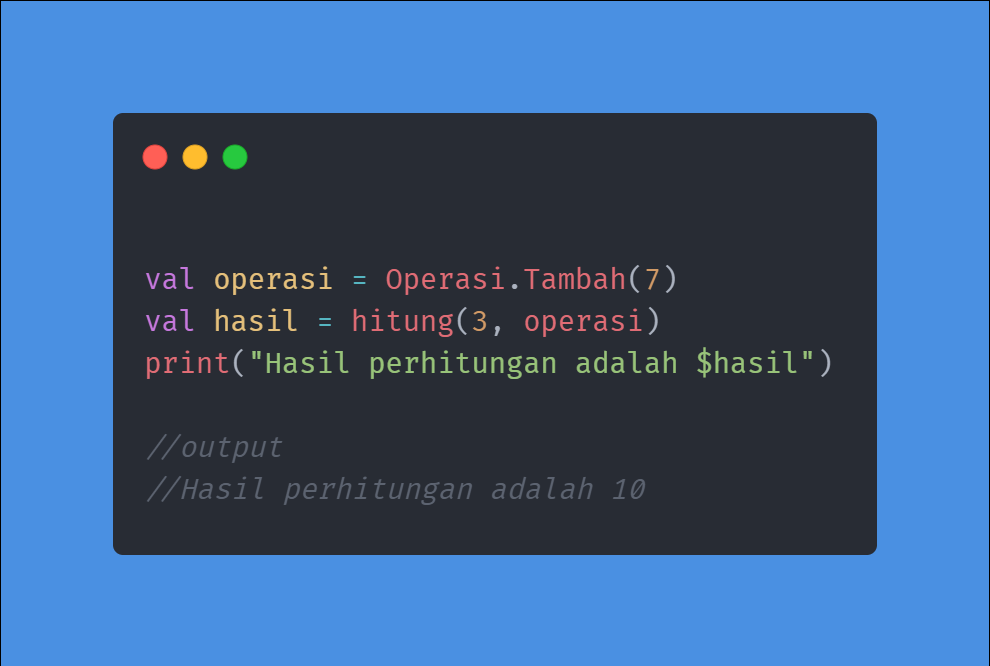 val operasi = Operasi.Tambah(7)
val hasil = hitung(3, operasi)
print("Hasil perhitungan adalah $hasil")
//output
//Hasil perhitungan adalah 10